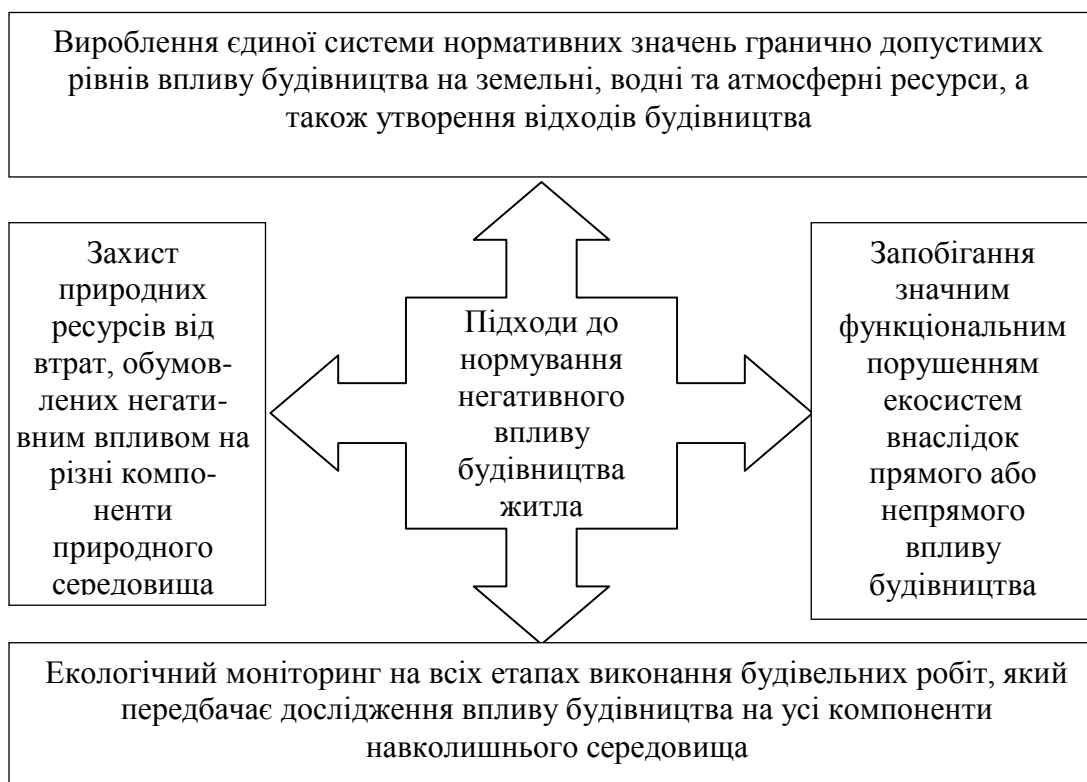 Вироблення єдиної системи нормативних значень гранично допустимих
рівнів впливу будівництва на земельні, водні та атмосферні ресурси, а
також утворення відходів будівництва
Захист
природних
ресурсів від
втрат, обумов-
лених негати-
вним впливом на
різні компо-
ненти
природного
середовища
Підходи до
нормування
негативного
впливу
будівництва
житла
Запобігання
значним
функціональним
порушенням
екосистем
внаслідок
прямого або
непрямого
впливу
будівництва
Екологічний моніторинг на всіх етапах виконання будівельних робіт, який
передбачає дослідження впливу будівництва на усі компоненти
навколишнього середовища